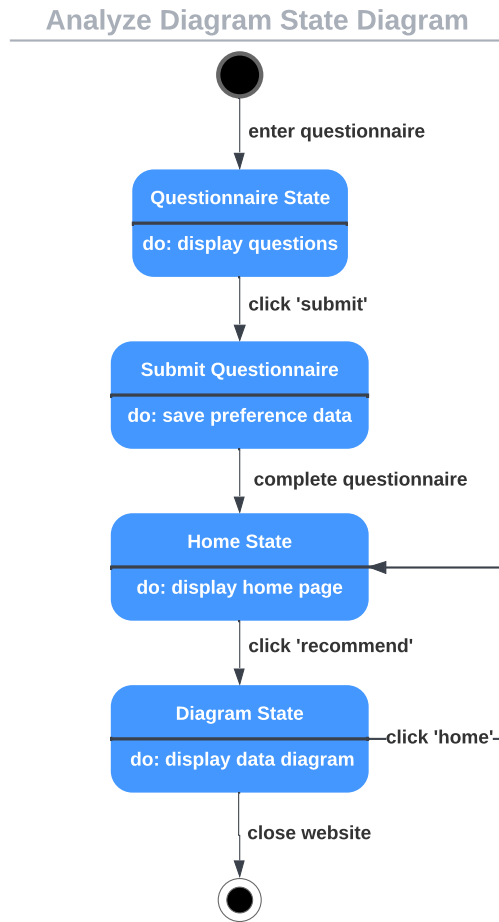 Analyze Diagram State Diagram
enter questionnaire
Questionnaire State
do: display questions
click 'submit'
Submit Questionnaire
do: save preference data
complete questionnaire
Home State
do: display home page
click 'recommend'
Diagram State
click 'home'
do: display data diagram
close website